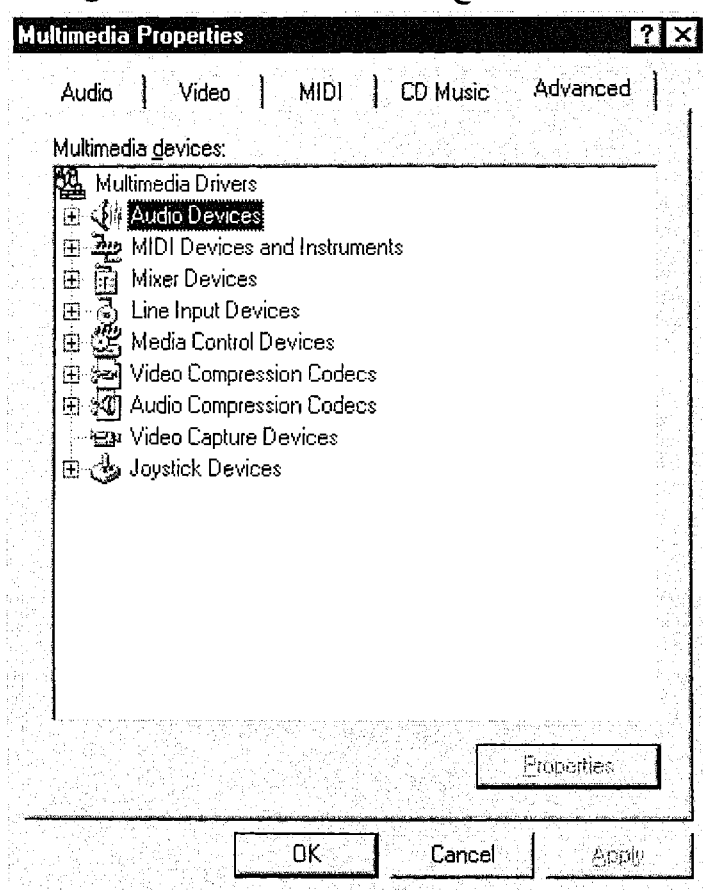 Multimedia Properties
Audio Video MIDI CD Music Advanced
Multimedia devices:
Multimedia Drivers
Audio Devices
MIDI Devices and Instruments
Mixer Devices
Line Input Devices
Media Control Devices
Video Compression Codecs
Audio Compression Codecs
Video Capture Devices
Joystick Devices
Properties
OK Cancel Apply